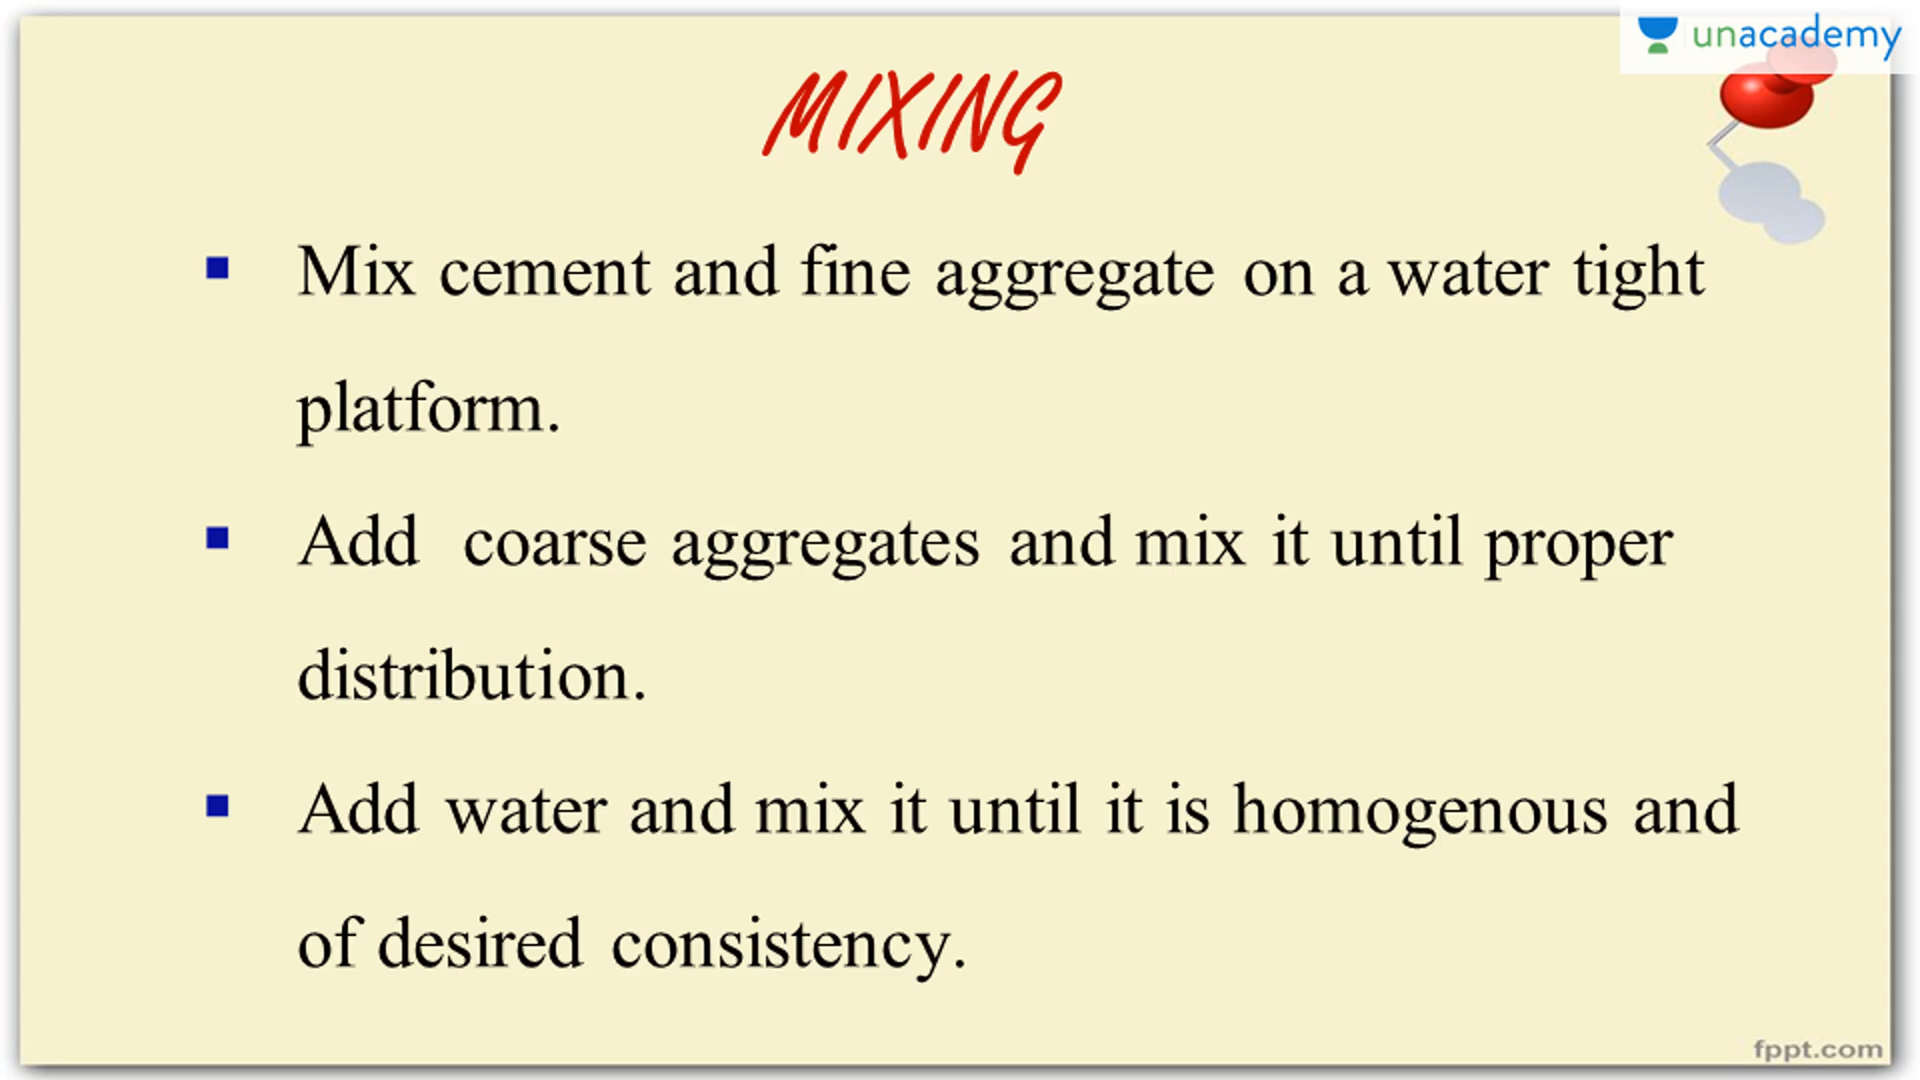 unacademy
MIXING
▪ Mix cement and fine aggregate on a water tight
platform.
▪ Add coarse aggregates and mix it until proper
distribution.
▪ Add water and mix it until it is homogenous and
of desired consistency.
fppt.com